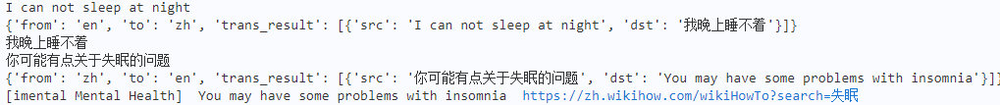 I can not sleep at night
{'from': 'en', 'to': 'zh', 'trans_result': [{'src': 'I can not sleep at night', 'dst': '我晚上睡不着'}]}
我晚上睡不着
你可能有点关于失眠的问题
{'from': 'zh', 'to': 'en', 'trans_result': [{'src': '你可能有点关于失眠的问题', 'dst': 'You may have some problems with insomnia'}]}
[imental Mental Health]  You may have some problems with insomnia  https://zh.wikihow.com/wikiHowTo?search=失眠